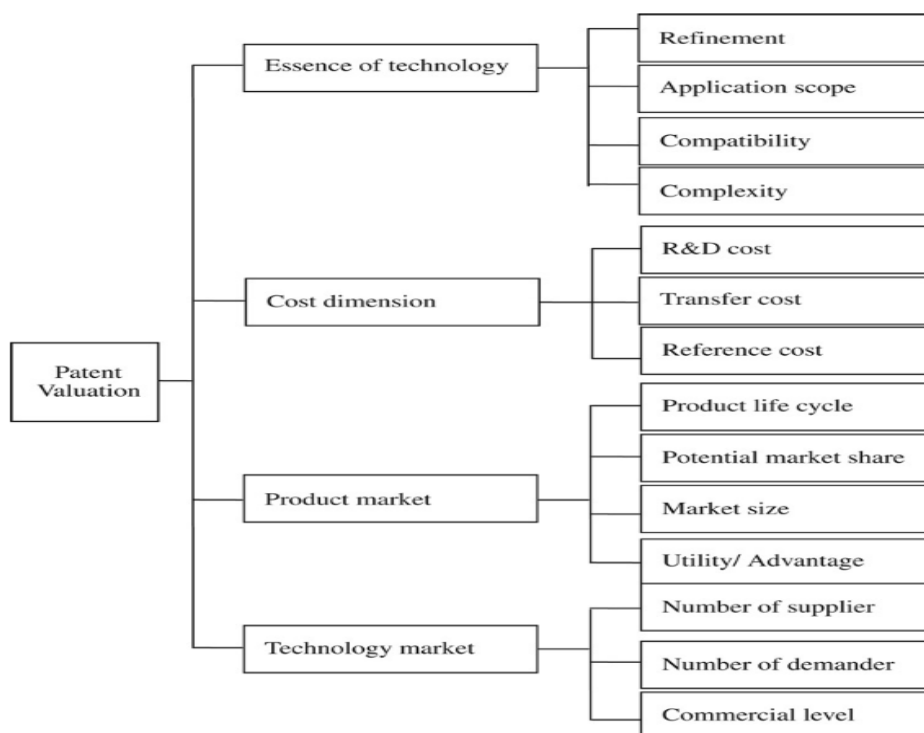 Patent
Valuation
Essence of technology
Refinement
Application scope
Compatibility
Complexity
Cost dimension
R&D cost
Transfer cost
Reference cost
Product market
Product life cycle
Potential market share
Market size
Utility/ Advantage
Technology market
Number of supplier
Number of demander
Commercial level